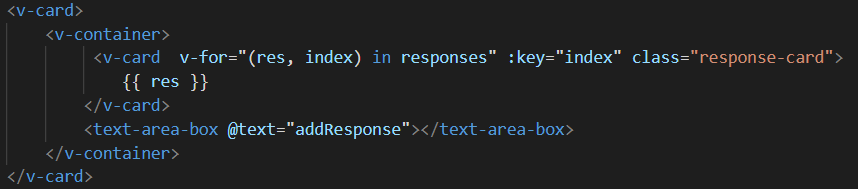 <v-card>
<v-container>
<v-card  v-for="(res, index) in responses" :key="index" class="response-card">
{{ res }}
</v-card>
<text-area-box @text="addResponse"></text-area-box>
</v-container>
</v-card>